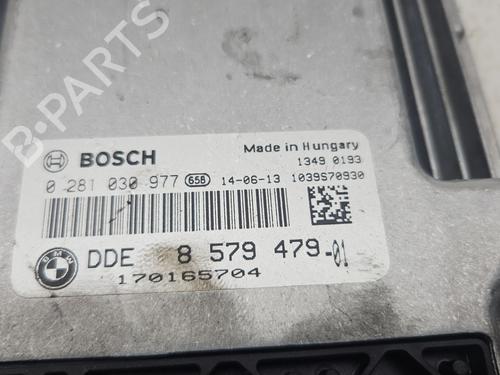 B-PARTS
BOSCH
Made in Hungary
1349 0193
0 281 030 977 658 14-06-13 1039S70930
BMW
DDE 8 579 479-01
170165704